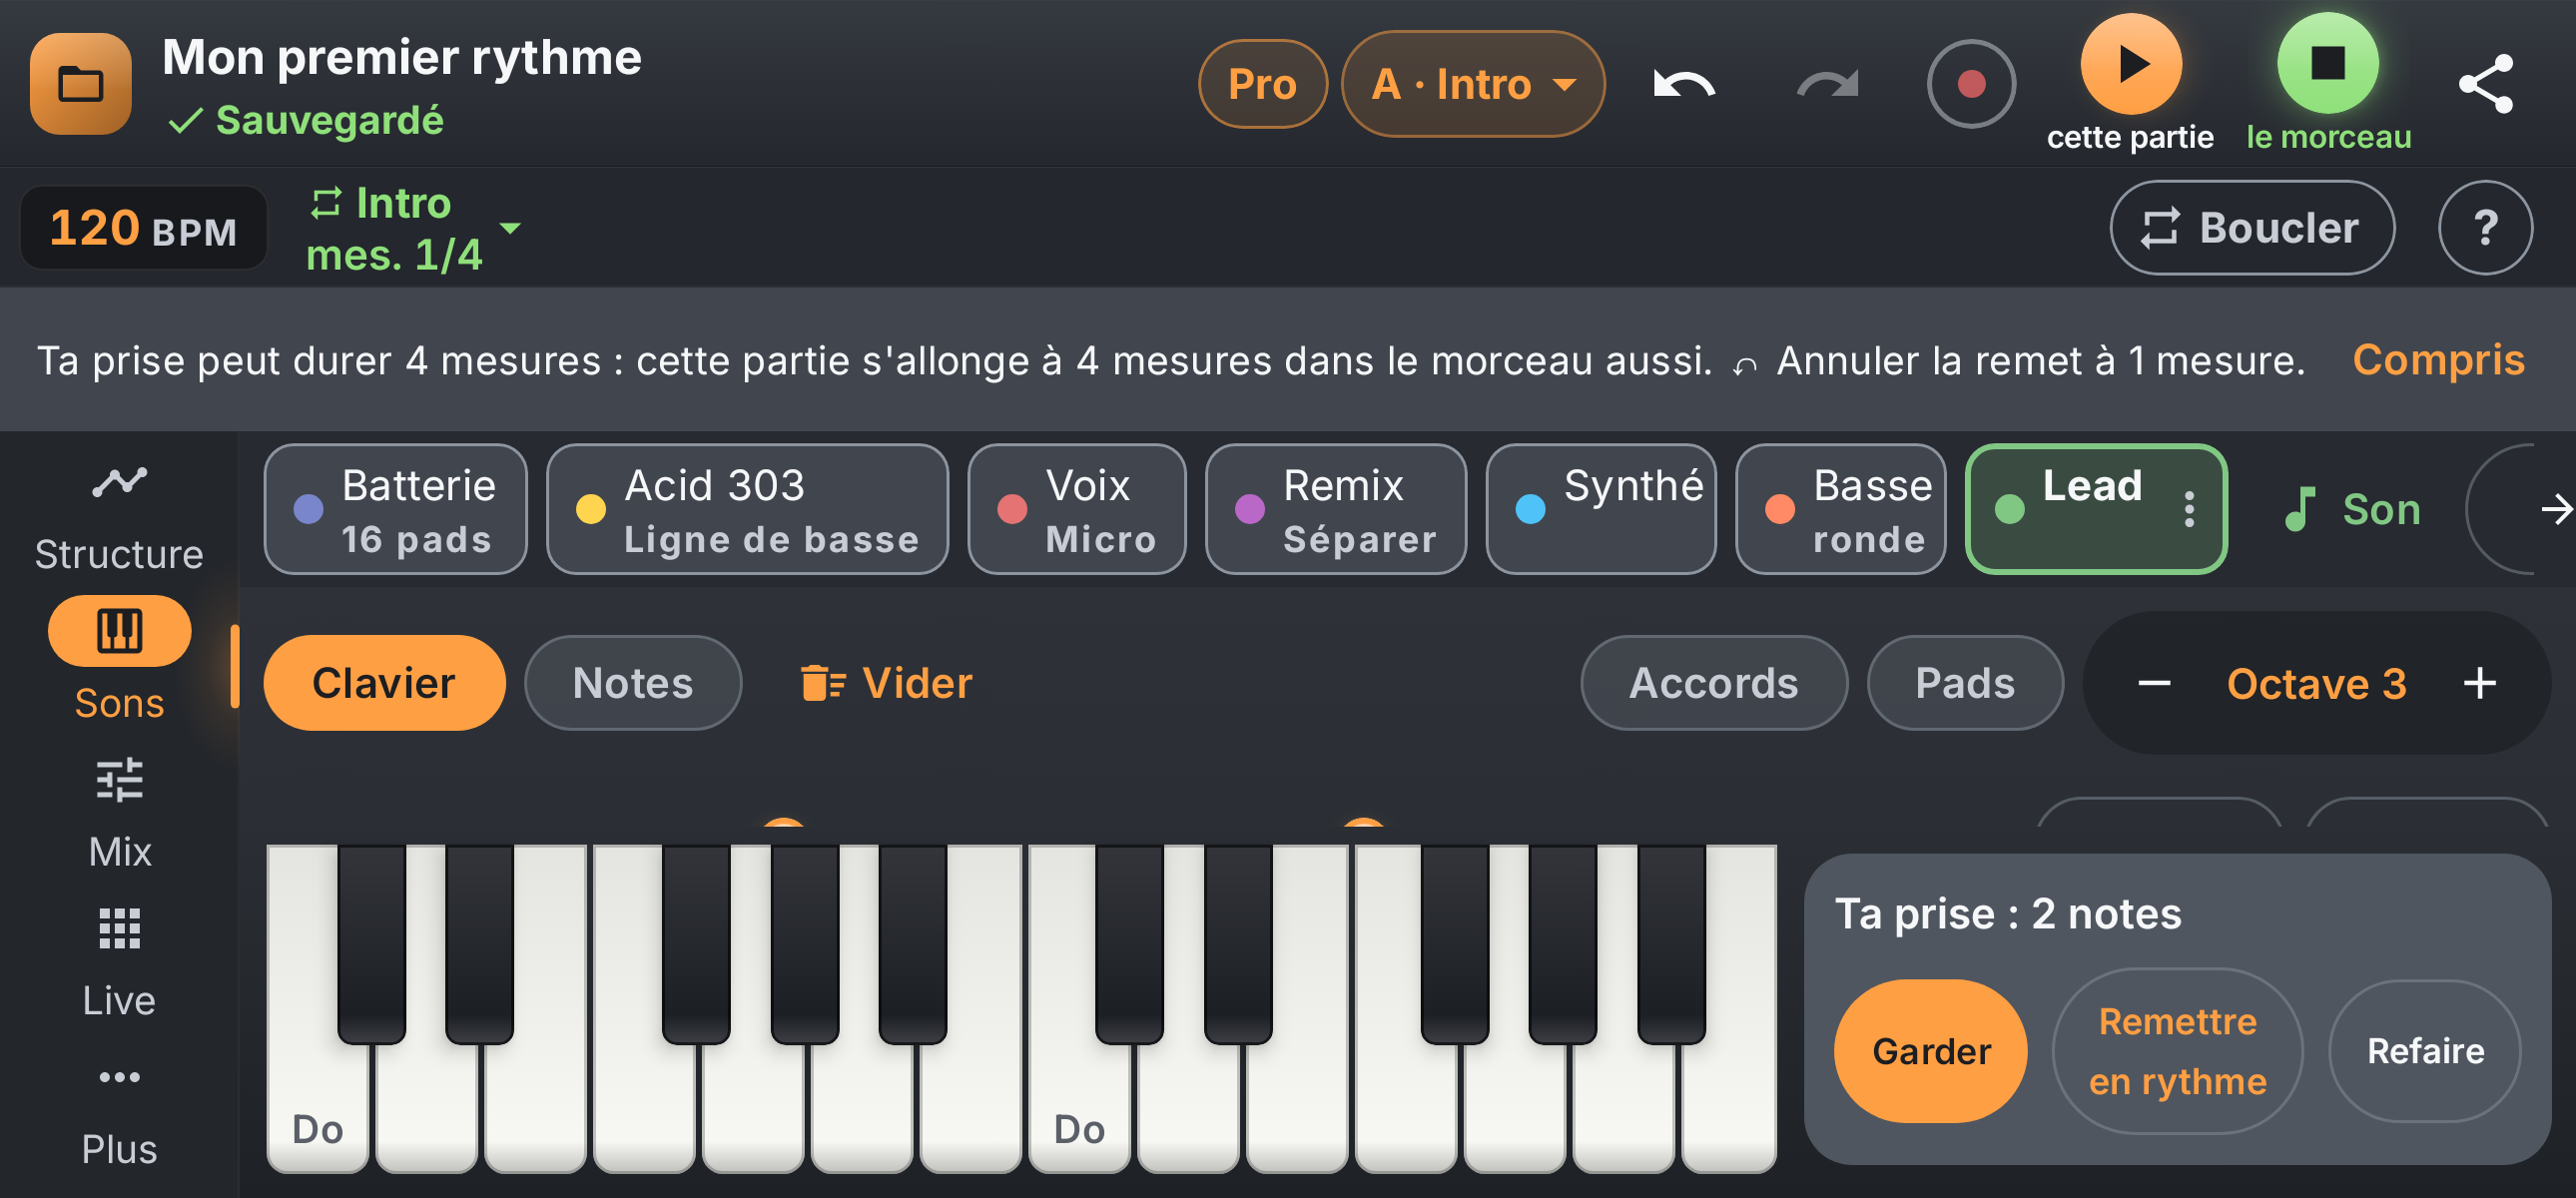 Mon premier rythme
Sauvegardé
Pro
A · Intro
cette partie
le morceau
120 BPM
Intro
mes. 1/4
Boucler
?
Ta prise peut durer 4 mesures : cette partie s'allonge à 4 mesures dans le morceau aussi. ⤺ Annuler la remet à 1 mesure.
Compris
Structure
Sons
Mix
Live
Plus
Batterie
16 pads
Acid 303
Ligne de basse
Voix
Micro
Remix
Séparer
Synthé
Basse
ronde
Lead
Son
Clavier
Notes
Vider
Accords
Pads
− Octave 3 +
Do
Do
Ta prise : 2 notes
Garder
Remettre
en rythme
Refaire